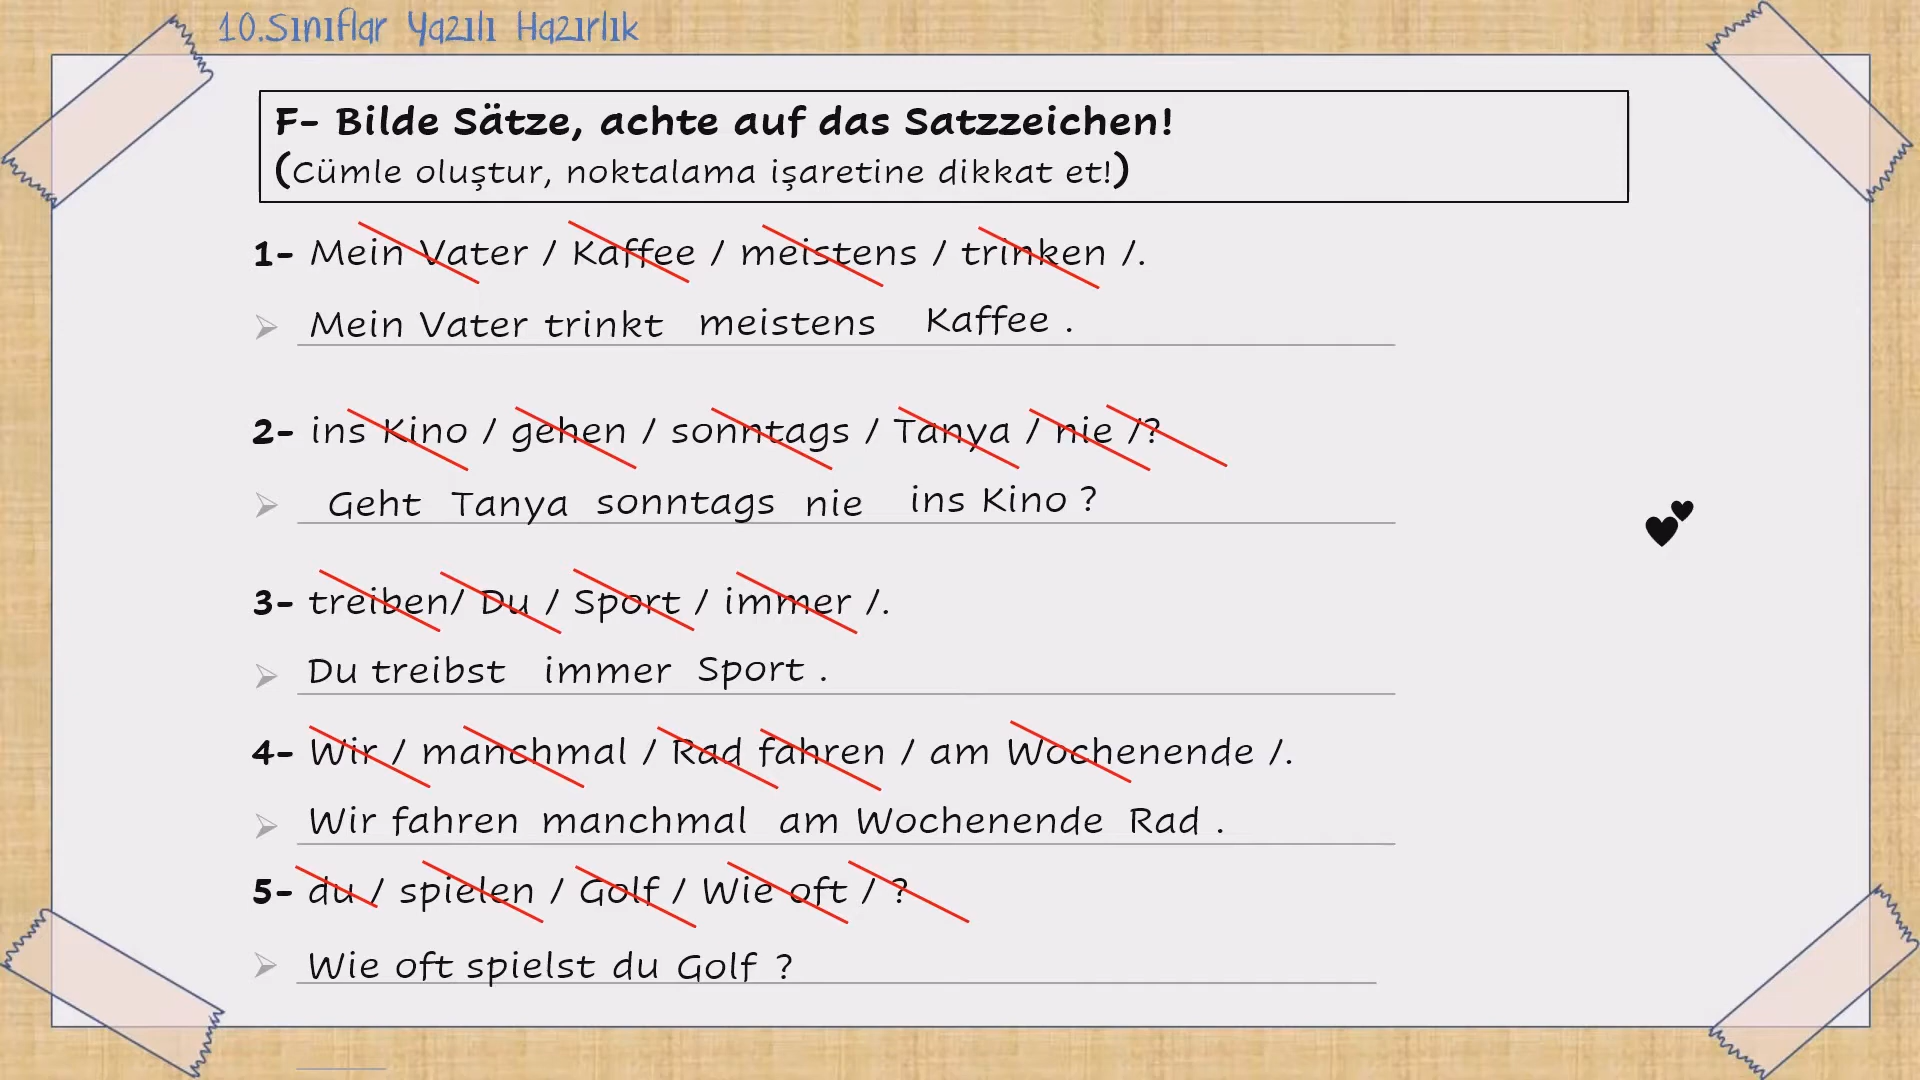 10.Sınıflar Yazılı Hazırlık
F- Bilde Sätze, achte auf das Satzzeichen!
(Cümle oluştur, noktalama işaretine dikkat et!)
1- Mein Vater / Kaffee / meistens / trinken /.
Mein Vater trinkt meistens Kaffee .
2- ins Kino / gehen / sonntags / Tanya / nie /?
Geht Tanya sonntags nie ins Kino ?
3- treiben/ Du / Sport / immer /.
Du treibst immer Sport .
4- Wir / manchmal / Rad fahren / am Wochenende /.
Wir fahren manchmal am Wochenende Rad .
5- du / spielen / Golf / Wie oft / ?
Wie oft spielst du Golf ?